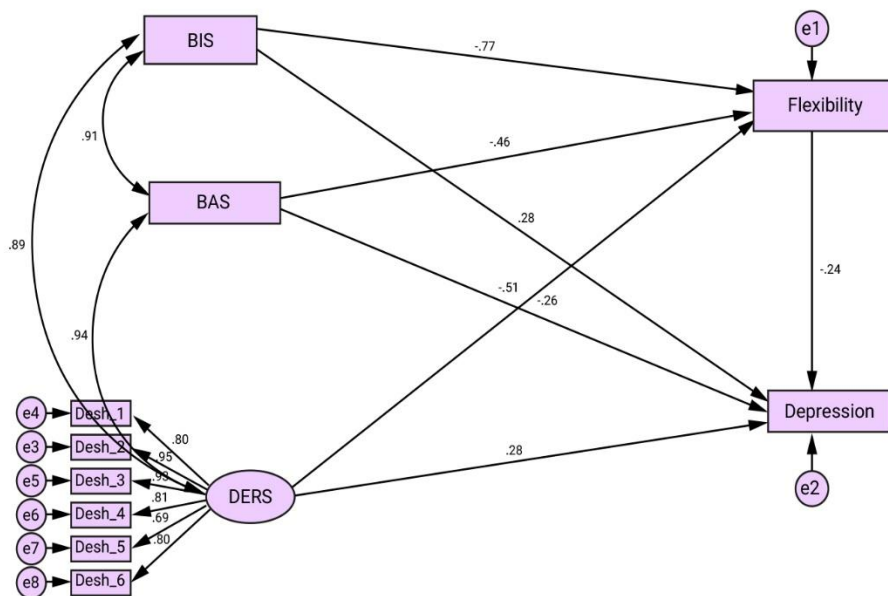 BIS
e1
-.77
Flexibility
.91
-.46
BAS
.28
.89
-.24
-.51
-.26
.94
e4
Desh_1
Depression
.80
e3
Desh_2
.95
.28
e5
Desh_3
.93
DERS
e2
e6
Desh_4
.81
.69
e7
Desh_5
.80
e8
Desh_6